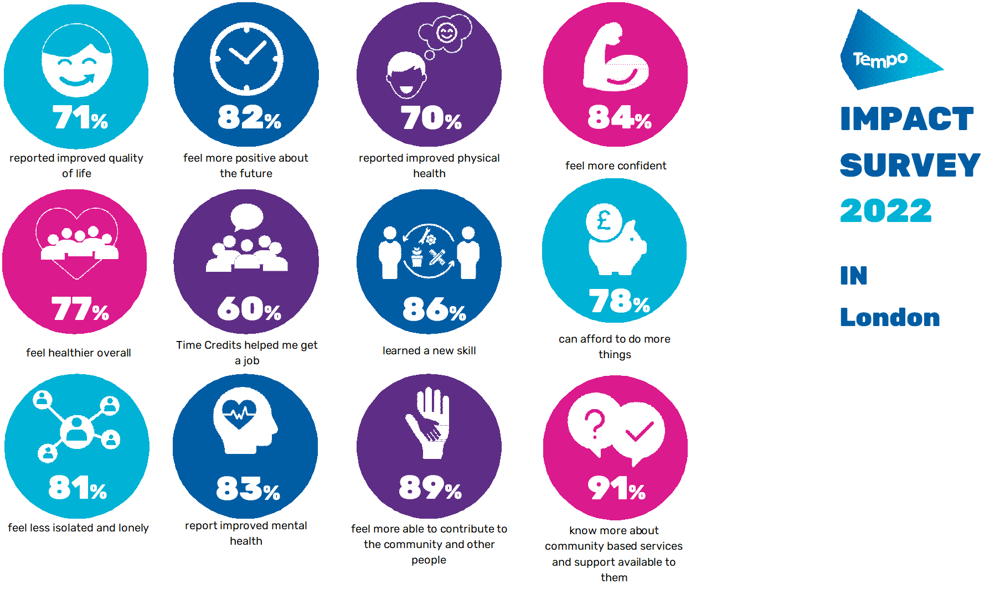 71%
reported improved quality
of life
82%
feel more positive about
the future
70%
reported improved physical
health
84%
feel more confident
77%
feel healthier overall
60%
Time Credits helped me get
a job
86%
learned a new skill
£
78%
can afford to do more
things
81%
feel less isolated and lonely
83%
report improved mental
health
89%
feel more able to contribute to
the community and other
people
?
91%
know more about
community based services
and support available to
them
Tempo
IMPACT
SURVEY
2022
IN
London